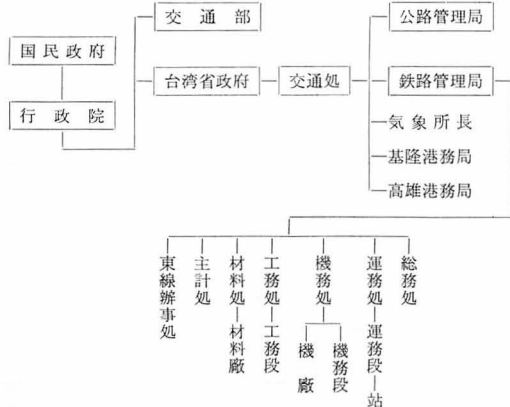 国民政府
行政院
交通部
台湾省政府
交通処
公路管理局
鉄路管理局
気象所長
基隆港務局
高雄港務局
総務処
運務処
運務段
站
機務処
機務段
機廠
工務処
工務段
材料処
材料廠
主計処
東線辦事処